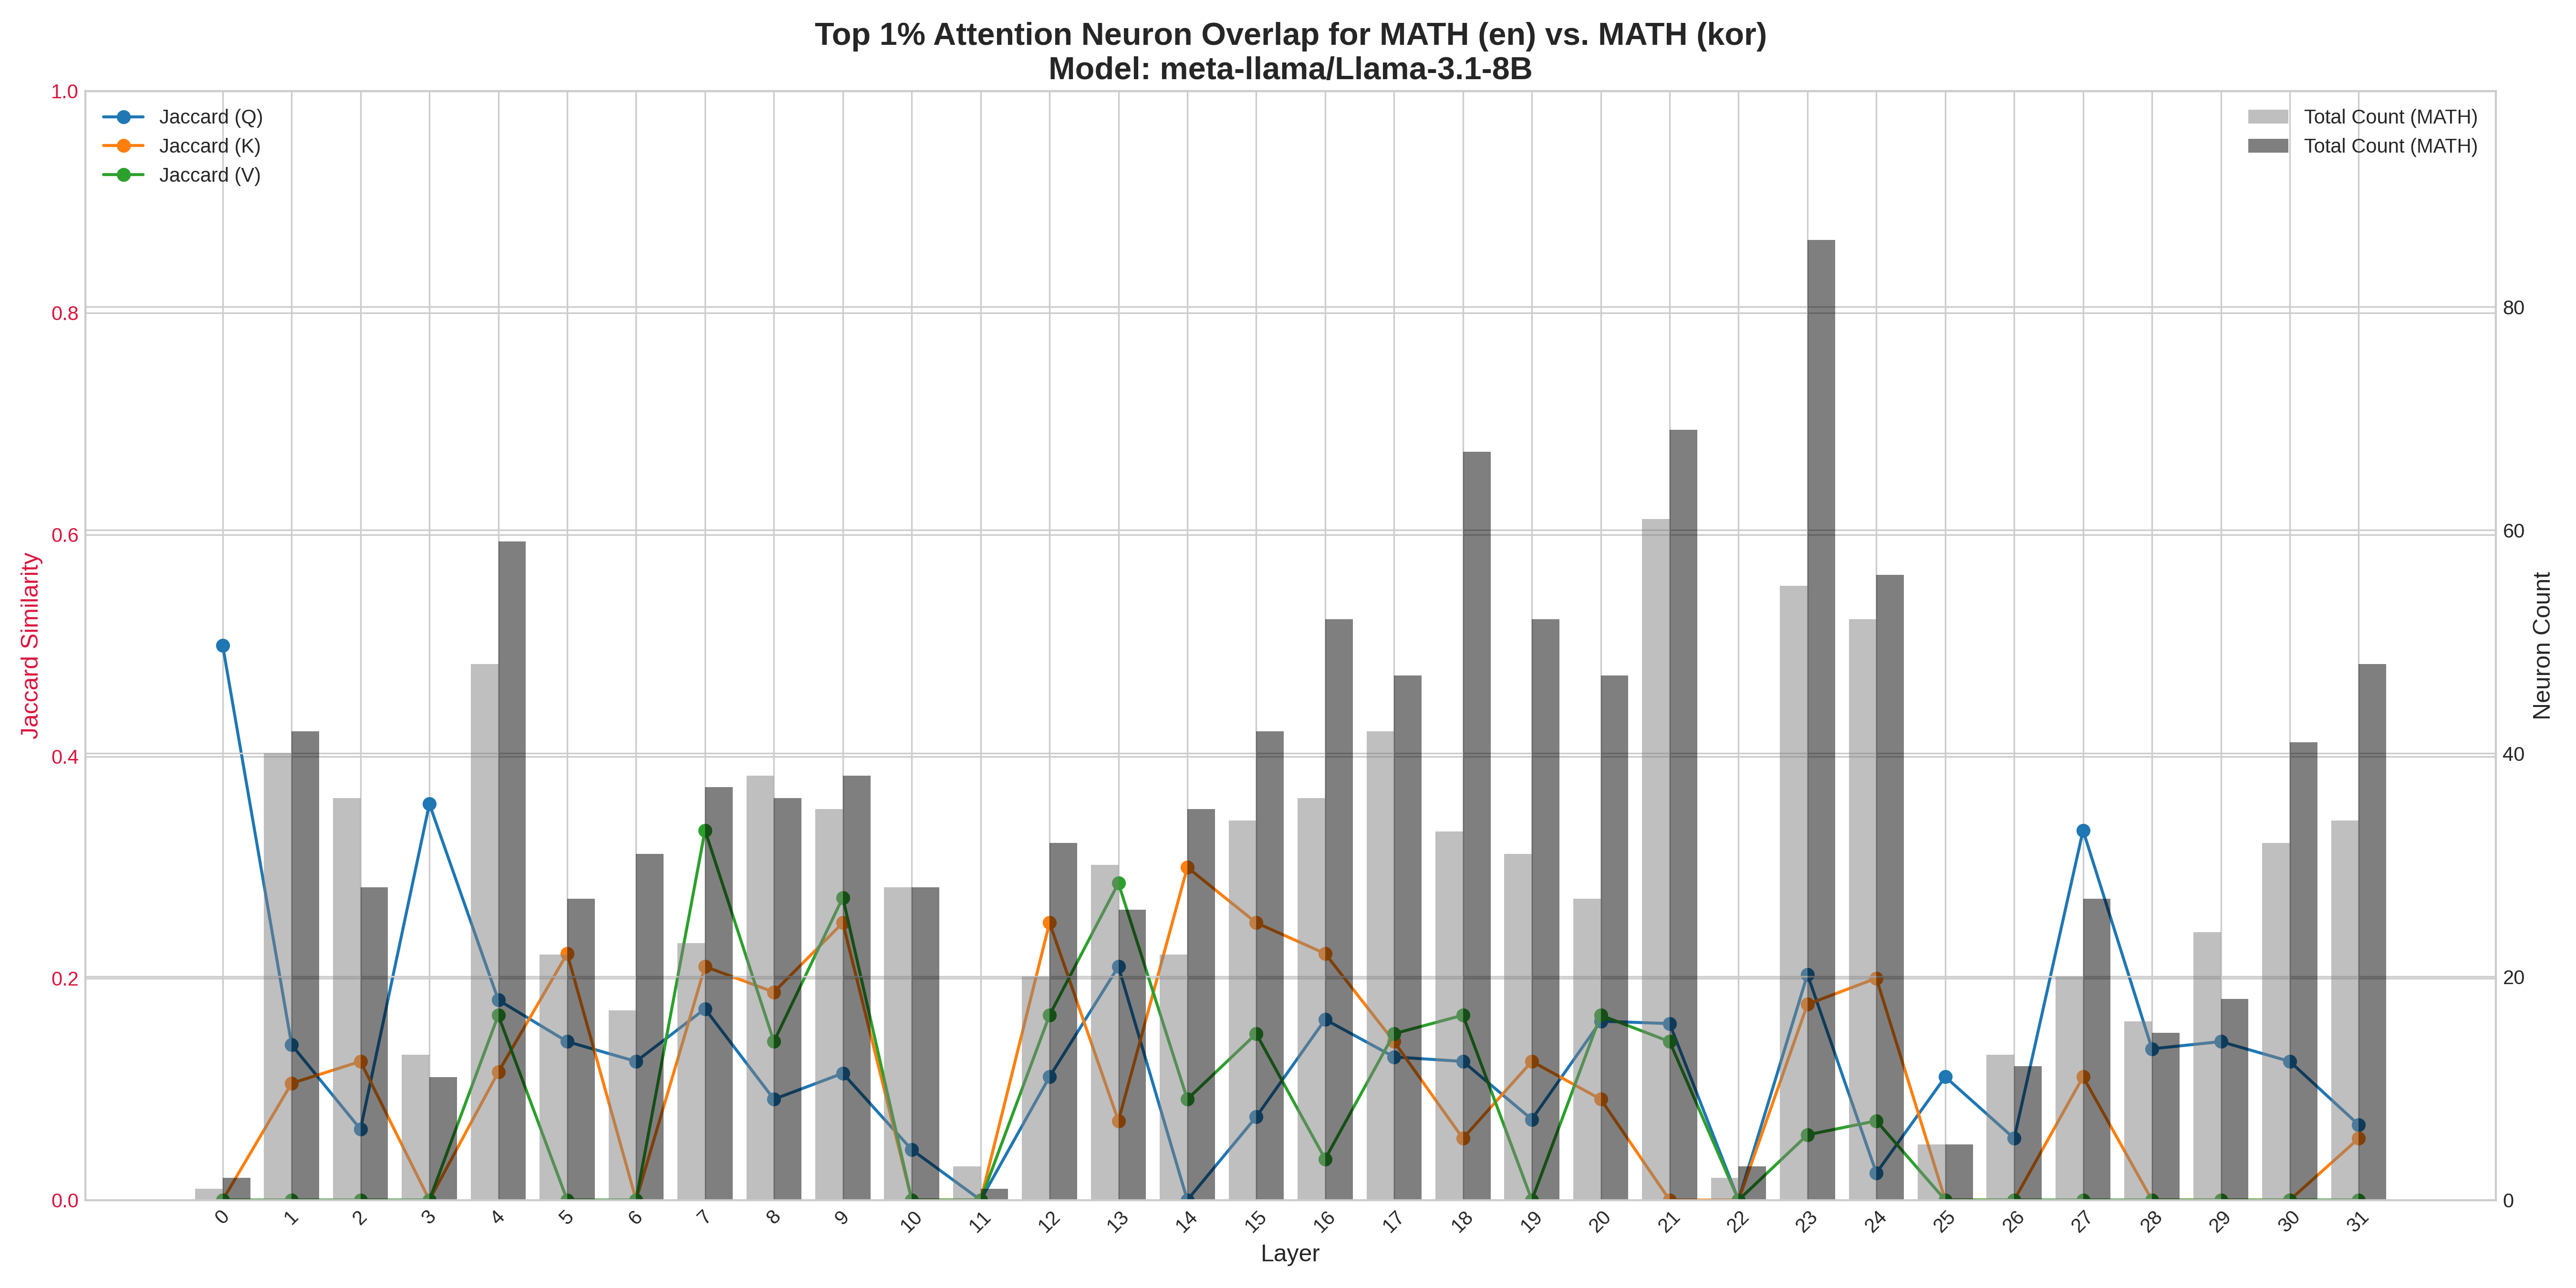 Top 1% Attention Neuron Overlap for MATH (en) vs. MATH (kor)
Model: meta-llama/Llama-3.1-8B
Jaccard (Q)
Jaccard (K)
Jaccard (V)
Total Count (MATH)
Total Count (MATH)
1.0
0.8
0.6
0.4
0.2
0.0
Jaccard Similarity
80
60
40
20
0
Neuron Count
0 1 2 3 4 5 6 7 8 9 10 11 12 13 14 15 16 17 18 19 20 21 22 23 24 25 26 27 28 29 30 31
Layer